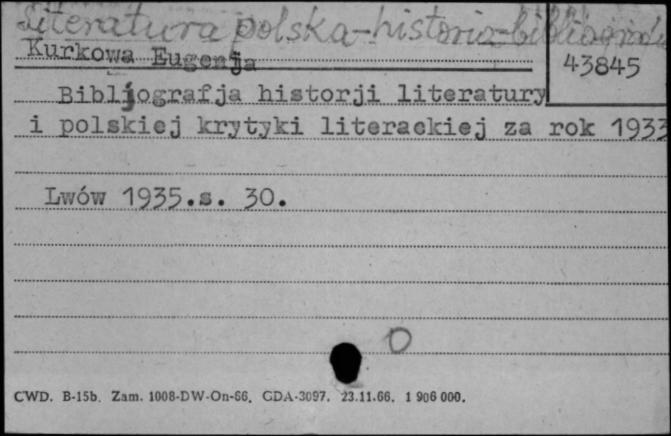 Literatura polska-historia-bibliografia
Kurkowa Eugenja
43845
Bibljografja historji literatury
i polskiej krytyki literackiej za rok 1933
Lwów 1935.s. 30.
O
CWD. B-15b. Zam. 1008-DW-On-66. GDA-3097. 23.11.66. 1 906 000.